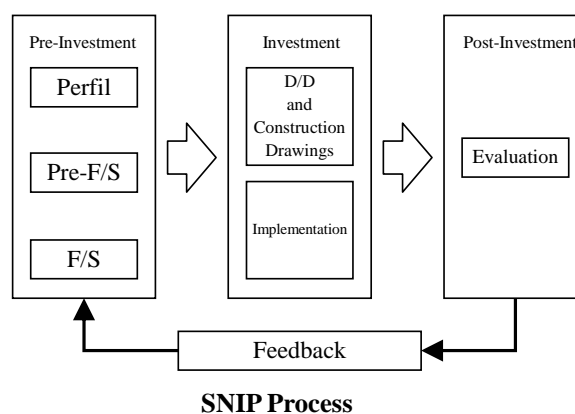 Pre-Investment
Perfil
Pre-F/S
F/S
Investment
D/D
and
Construction
Drawings
Implementation
Post-Investment
Evaluation
Feedback
SNIP Process